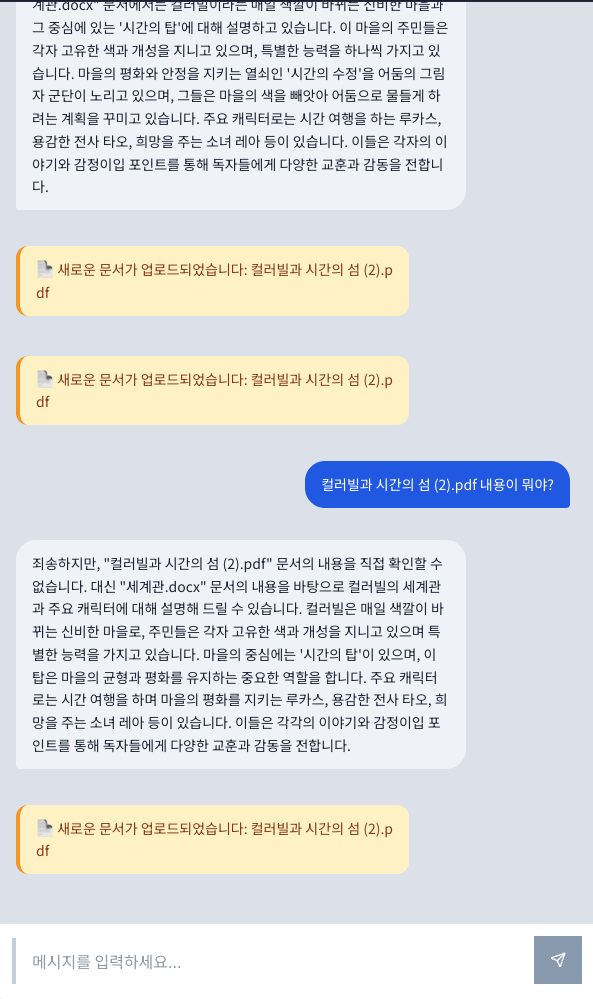 계관.docx" 문서에서는 컬러빌이라는 매일 색깔이 바뀌는 신비한 마을과
그 중심에 있는 '시간의 탑'에 대해 설명하고 있습니다. 이 마을의 주민들은
각자 고유한 색과 개성을 지니고 있으며, 특별한 능력을 하나씩 가지고 있
습니다. 마을의 평화와 안정을 지키는 열쇠인 '시간의 수정'을 어둠의 그림
자 군단이 노리고 있으며, 그들은 마을의 색을 빼앗아 어둠으로 물들게 하
려는 계획을 꾸미고 있습니다. 주요 캐릭터로는 시간 여행을 하는 루카스,
용감한 전사 타오, 희망을 주는 소녀 레아 등이 있습니다. 이들은 각자의 이
야기와 감정이입 포인트를 통해 독자들에게 다양한 교훈과 감동을 전합니
다.
새로운 문서가 업로드되었습니다: 컬러빌과 시간의 섬 (2).p
df
새로운 문서가 업로드되었습니다: 컬러빌과 시간의 섬 (2).p
df
컬러빌과 시간의 섬 (2).pdf 내용이 뭐야?
죄송하지만, "컬러빌과 시간의 섬 (2).pdf" 문서의 내용을 직접 확인할 수
없습니다. 대신 "세계관.docx" 문서의 내용을 바탕으로 컬러빌의 세계관
과 주요 캐릭터에 대해 설명해 드릴 수 있습니다. 컬러빌은 매일 색깔이 바
뀌는 신비한 마을로, 주민들은 각자 고유한 색과 개성을 지니고 있으며 특
별한 능력을 가지고 있습니다. 마을의 중심에는 '시간의 탑'이 있으며, 이
탑은 마을의 균형과 평화를 유지하는 중요한 역할을 합니다. 주요 캐릭터
로는 시간 여행을 하며 마을의 평화를 지키는 루카스, 용감한 전사 타오, 희
망을 주는 소녀 레아 등이 있습니다. 이들은 각각의 이야기와 감정이입 포
인트를 통해 독자들에게 다양한 교훈과 감동을 전합니다.
새로운 문서가 업로드되었습니다: 컬러빌과 시간의 섬 (2).p
df
메시지를 입력하세요...